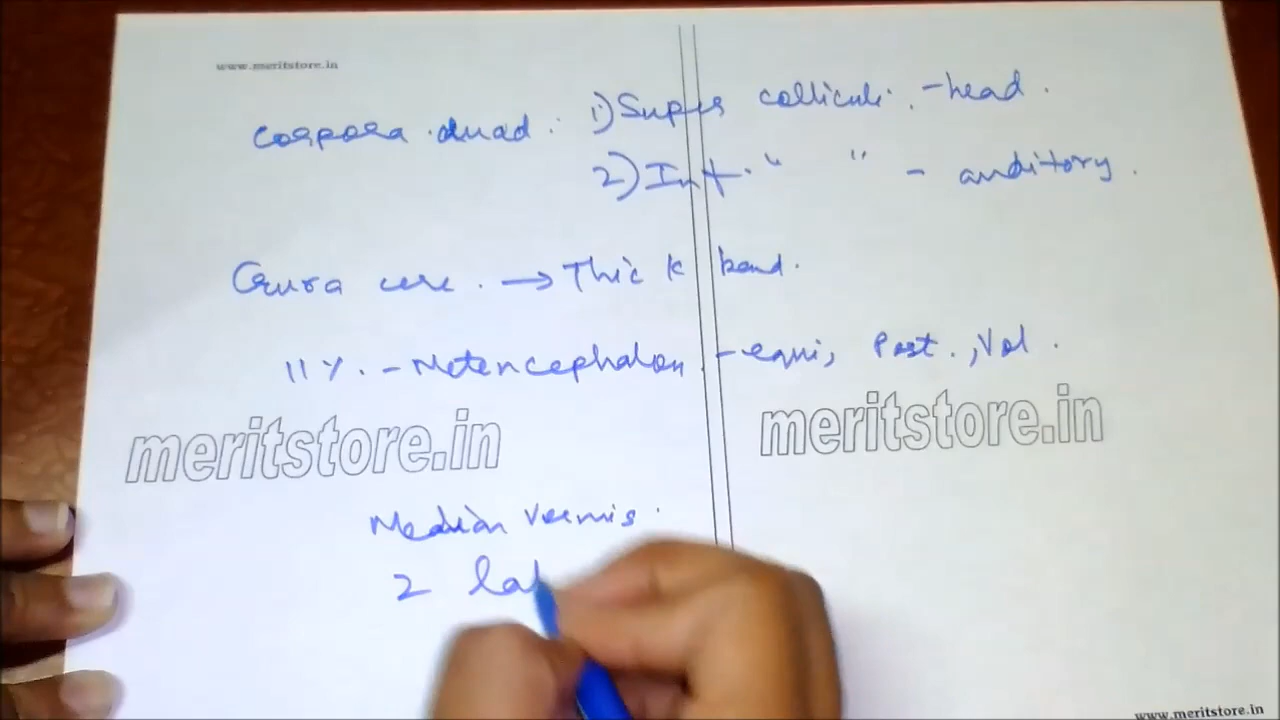 www.meritstore.in
Corpora quad: 1) Super colliculi. - head.
2) Inf. " " - auditory.
Crura cere. → Thick band.
11%. - Metencephalon - equi, Post., Vol.
meritstore.in meritstore.in
Median Vermis.
2 lat
www.meritstore.in